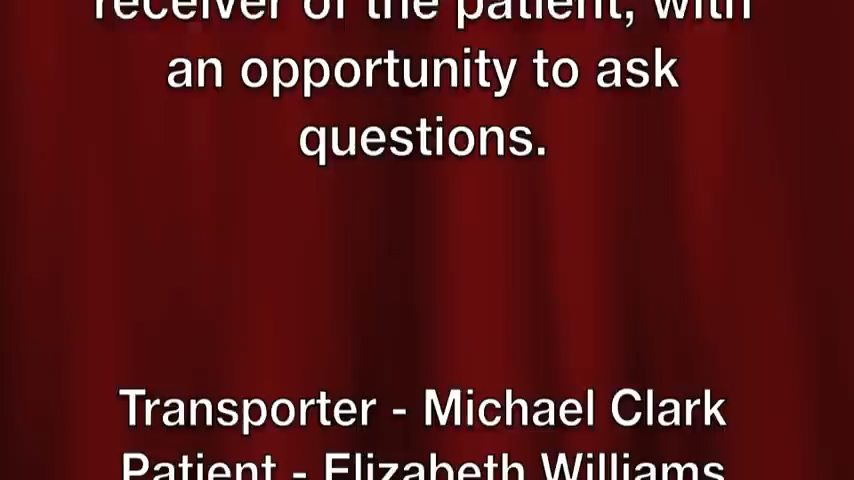 receiver of the patient, with
an opportunity to ask
questions.
Transporter - Michael Clark
Patient - Elizabeth Williams